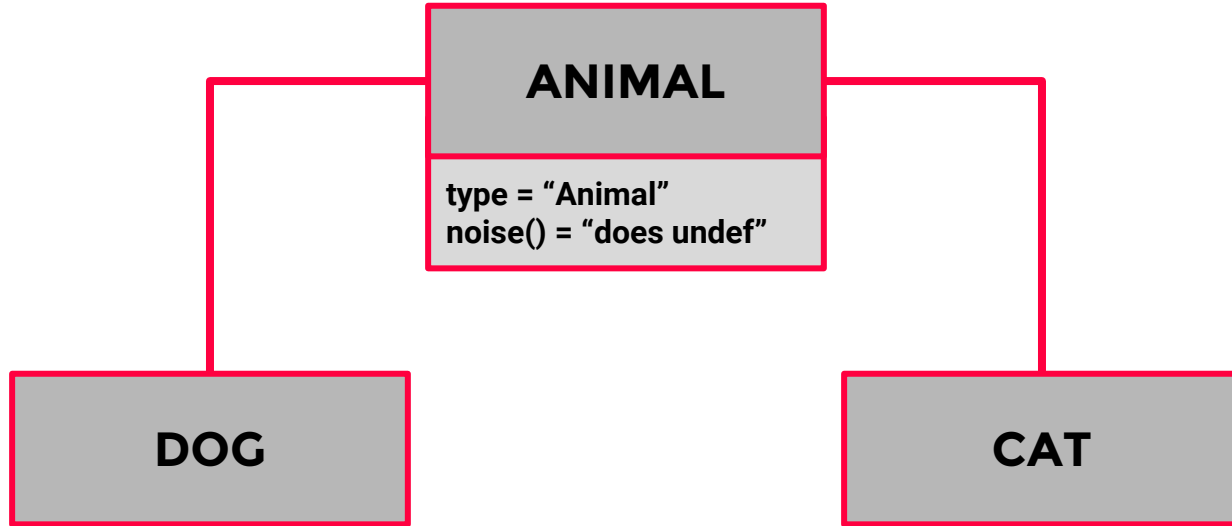 ANIMAL
type = “Animal”
noise() = “does undef”
DOG
CAT